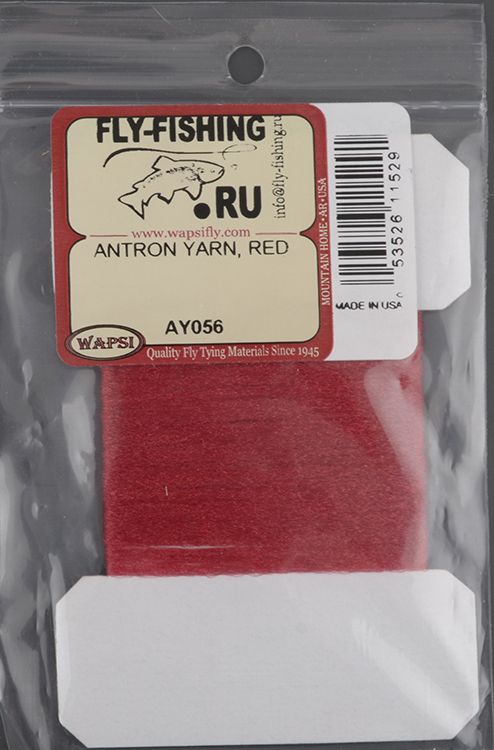 FLY-FISHING
.RU
info@fly-fishing.ru
www.wapsifly.com
ANTRON YARN, RED
AY056
WAPSI
Quality Fly Tying Materials Since 1945
MOUNTAIN HOME • AR • USA
53526 11529
C
MADE IN USA